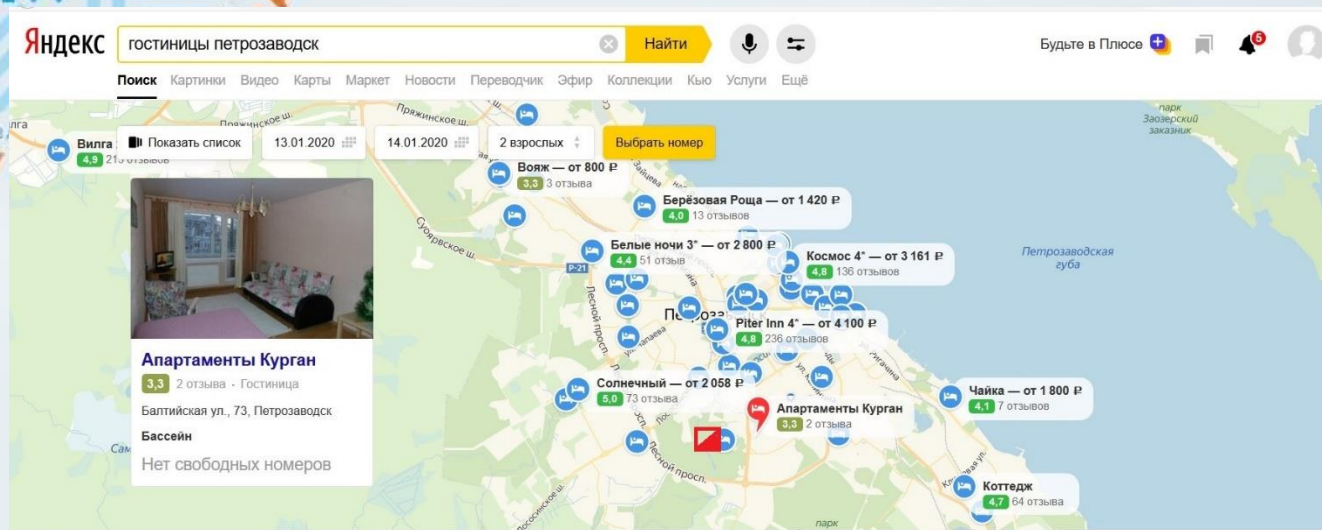 Яндекс
гостиницы петрозаводск
Найти
Будьте в Плюсе
5
Поиск Картинки Видео Карты Маркет Новости Переводчик Эфир Коллекции Кью Услуги Ещё
Пряжинское ш.
Пряжинское ш.
парк Заозерский заказник
Вилга
4,9
Показать список
13.01.2020
14.01.2020
2 взрослых
Выбрать номер
Вояж — от 800 ₽
3,3 3 отзыва
Берёзовая Роща — от 1 420 ₽
4,0 13 отзывов
Суоярвское ш.
Белые ночи 3* — от 2 800 ₽
4,4 51 отзыв
Р-21
Космос 4* — от 3 161 ₽
4,8 136 отзывов
Петрозаводская
губа
Лесной просп.
Piter Inn 4* — от 4 100 ₽
4,8 236 отзывов
Апартаменты Курган
3,3 2 отзыва · Гостиница
Балтийская ул., 73, Петрозаводск
Бассейн
Нет свободных номеров
Солнечный — от 2 058 ₽
5,0 73 отзыва
Апартаменты Курган
3,3 2 отзыва
Чайка — от 1 800 ₽
4,1 7 отзывов
Лесной просп.
Коттедж
4,7 64 отзыва
парк